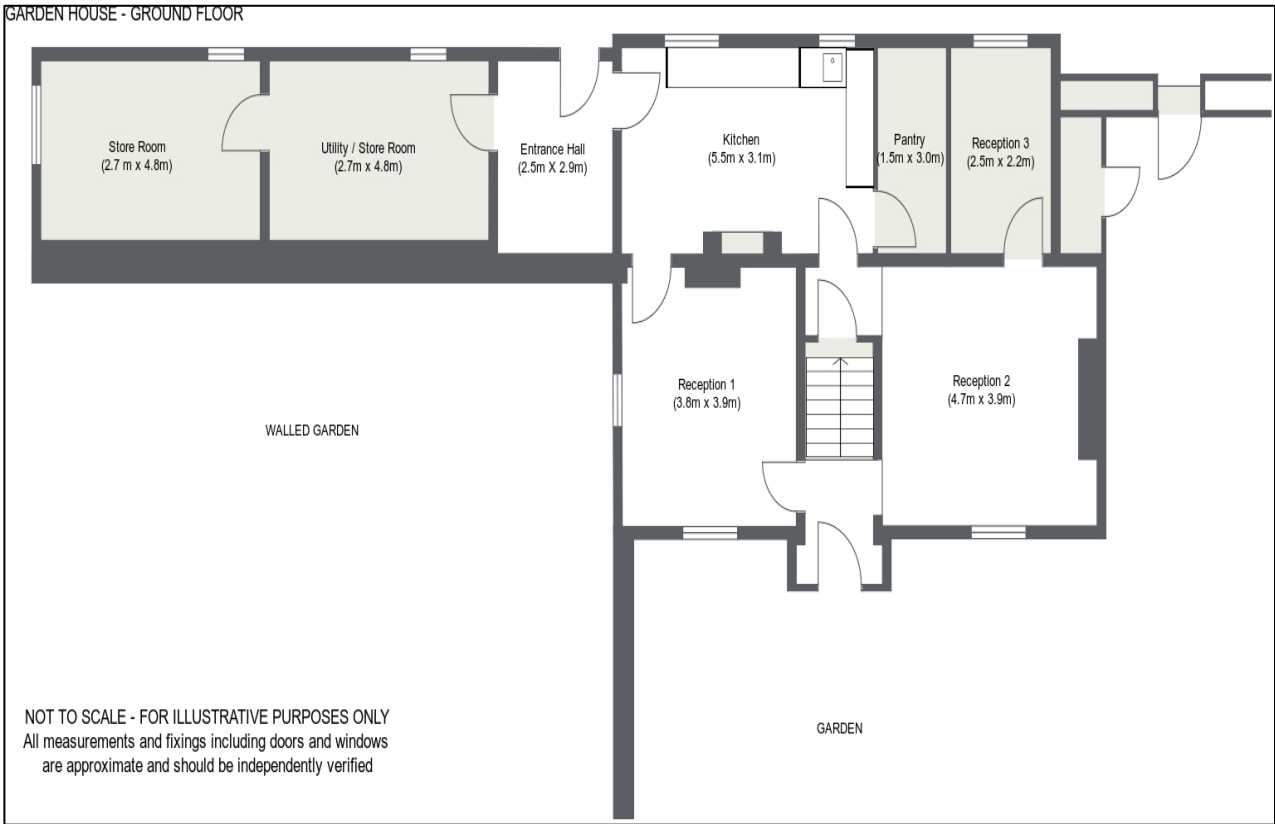 GARDEN HOUSE - GROUND FLOOR
Store Room
(2.7 m x 4.8m)
Utility / Store Room
(2.7m x 4.8m)
Entrance Hall
(2.5m X 2.9m)
Kitchen
(5.5m x 3.1m)
Pantry
(1.5m x 3.0m)
Reception 3
(2.5m x 2.2m)
Reception 1
(3.8m x 3.9m)
Reception 2
(4.7m x 3.9m)
WALLED GARDEN
GARDEN
NOT TO SCALE - FOR ILLUSTRATIVE PURPOSES ONLY
All measurements and fixings including doors and windows
are approximate and should be independently verified